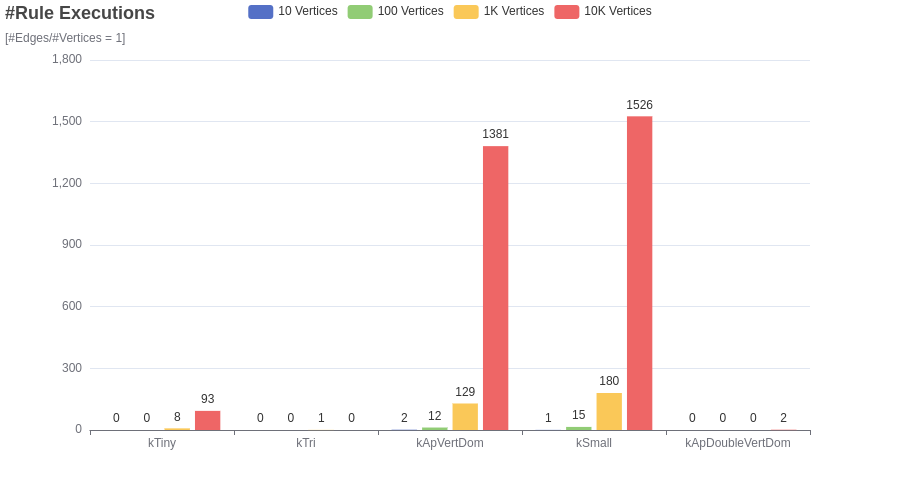 #Rule Executions
10 Vertices 100 Vertices 1K Vertices 10K Vertices
[#Edges/#Vertices = 1]
1,800
1,500
1,200
900
600
300
0
0 0 8 93
0 0 1 0
2 12 129 1381
1 15 180 1526
0 0 0 2
kTiny kTri kApVertDom kSmall kApDoubleVertDom